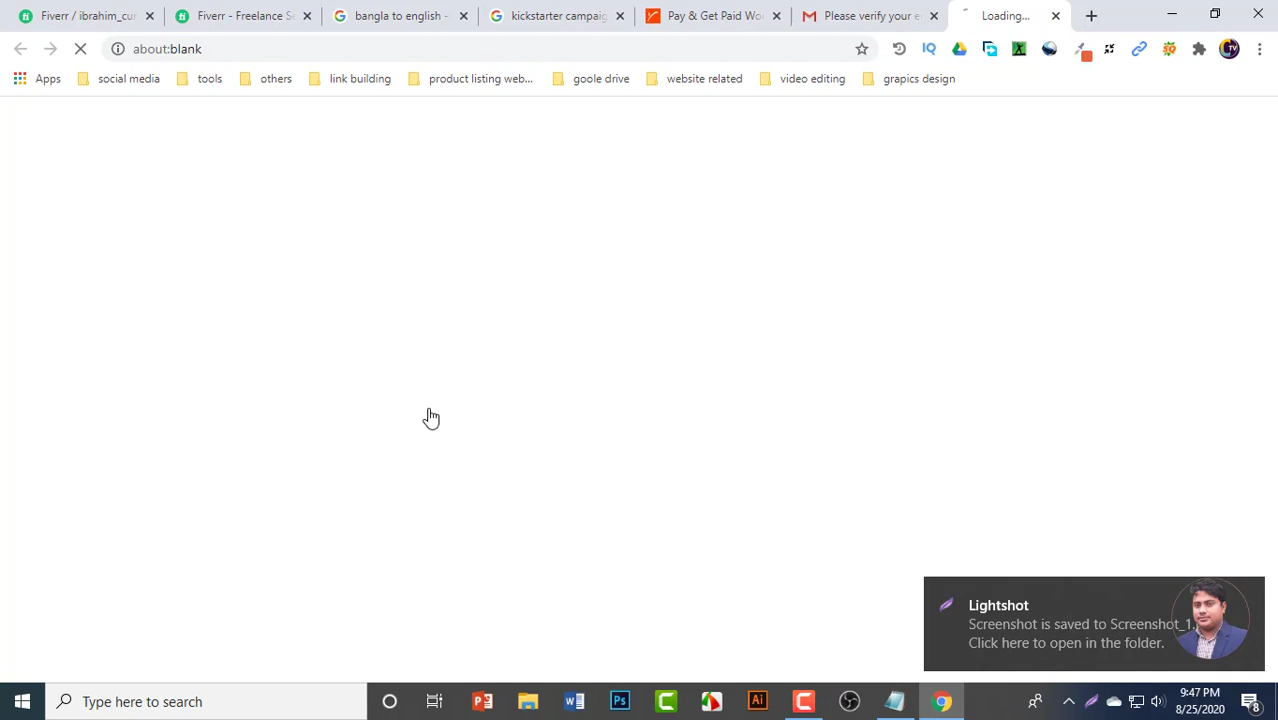 Fiverr / ibrahim_cur
Fiverr - Freelance Se
bangla to english -
kickstarter campaig
Pay & Get Paid Wo
Please verify your e
Loading...
about:blank
Apps
social media
tools
others
link building
product listing web...
goole drive
website related
video editing
grapics design
Lightshot
Screenshot is saved to Screenshot_1.
Click here to open in the folder.
Type here to search
9:47 PM
8/25/2020
8